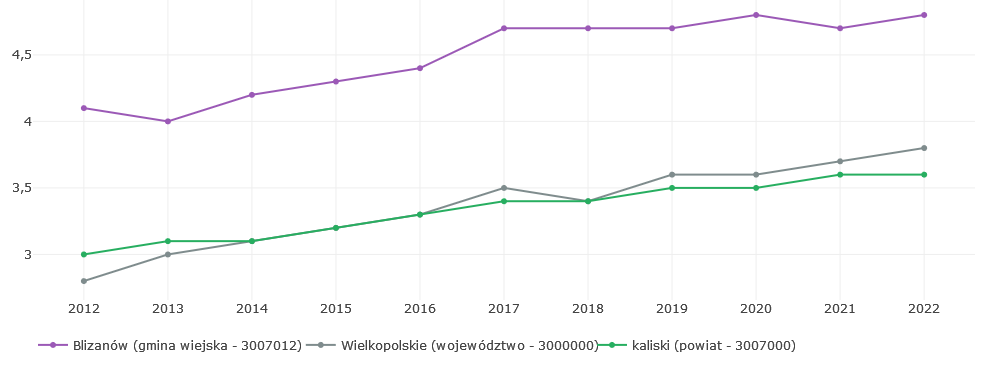 4,5
4
3,5
3
2012 2013 2014 2015 2016 2017 2018 2019 2020 2021 2022
Blizanów (gmina wiejska - 3007012) Wielkopolskie (województwo - 3000000) kaliski (powiat - 3007000)